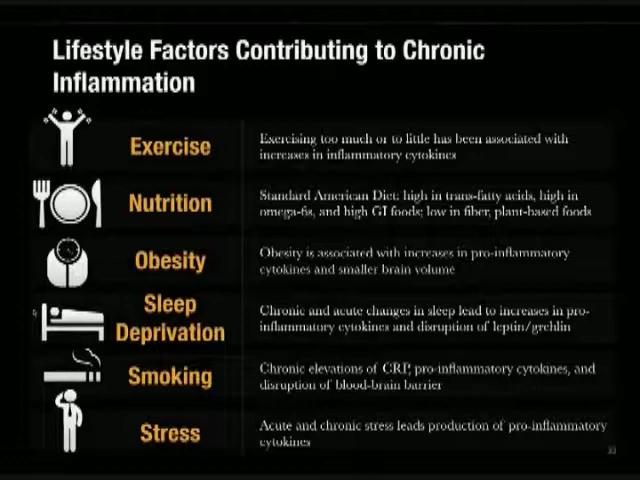 Lifestyle Factors Contributing to Chronic
Inflammation
Exercise
Exercising too much or to little has been associated with
increases in inflammatory cytokines
Nutrition
Standard American Diet: high in trans-fatty acids, high in
omega-6s, and high GI foods; low in fiber, plant-based foods
Obesity
Obesity is associated with increases in pro-inflammatory
cytokines and smaller brain volume
Sleep
Deprivation
Chronic and acute changes in sleep lead to increases in pro-
inflammatory cytokines and disruption of leptin/grehlin
Smoking
Chronic elevations of CRP, pro-inflammatory cytokines, and
disruption of blood-brain barrier
Stress
Acute and chronic stress leads production of pro-inflammatory
cytokines